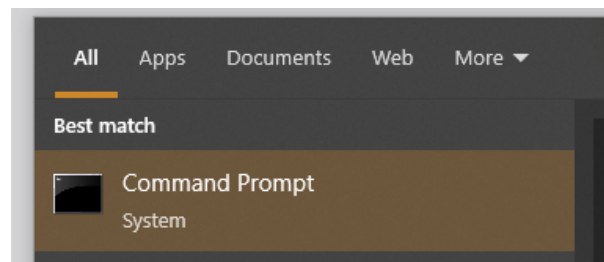 All Apps Documents Web More
Best match
Command Prompt
System